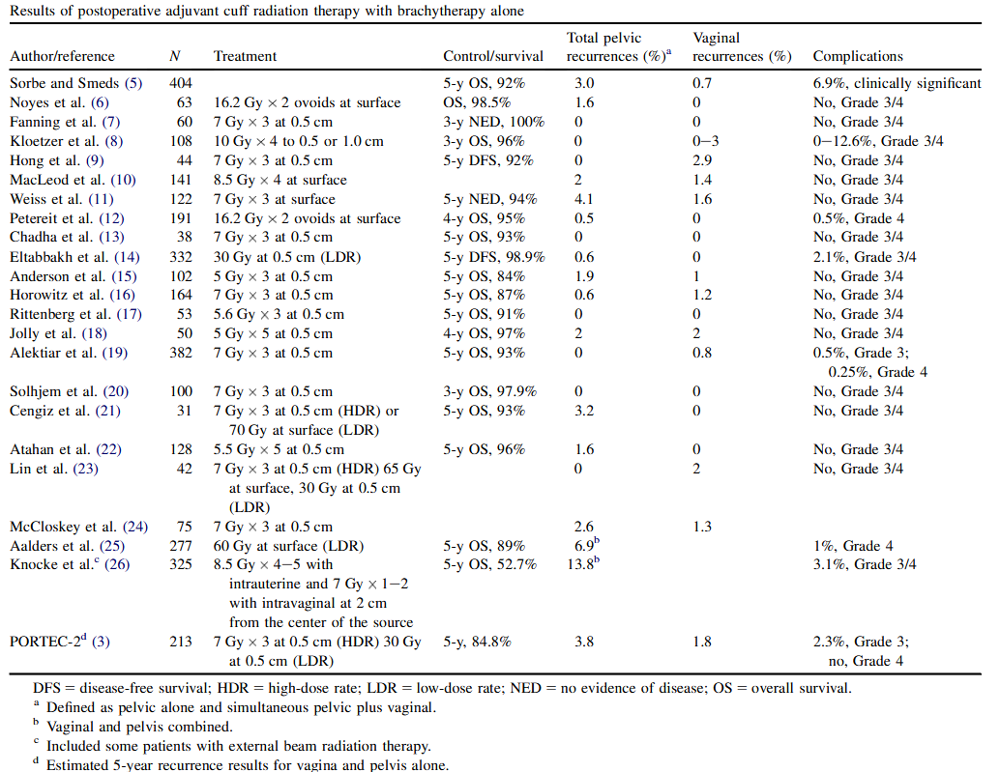 Results of postoperative adjuvant cuff radiation therapy with brachytherapy alone
Total pelvic Vaginal
Author/reference N Treatment Control/survival recurrences (%)a recurrences (%) Complications
Sorbe and Smeds (5) 404 5-y OS, 92% 3.0 0.7 6.9%, clinically significant
Noyes et al. (6) 63 16.2 Gy × 2 ovoids at surface OS, 98.5% 1.6 0 No, Grade 3/4
Fanning et al. (7) 60 7 Gy × 3 at 0.5 cm 3-y NED, 100% 0 0 No, Grade 3/4
Kloetzer et al. (8) 108 10 Gy × 4 to 0.5 or 1.0 cm 3-y OS, 96% 0 0−3 0−12.6%, Grade 3/4
Hong et al. (9) 44 7 Gy × 3 at 0.5 cm 5-y DFS, 92% 0 2.9 No, Grade 3/4
MacLeod et al. (10) 141 8.5 Gy × 4 at surface 2 1.4 No, Grade 3/4
Weiss et al. (11) 122 7 Gy × 3 at surface 5-y NED, 94% 4.1 1.6 No, Grade 3/4
Petereit et al. (12) 191 16.2 Gy × 2 ovoids at surface 4-y OS, 95% 0.5 0 0.5%, Grade 4
Chadha et al. (13) 38 7 Gy × 3 at 0.5 cm 5-y OS, 93% 0 0 No, Grade 3/4
Eltabbakh et al. (14) 332 30 Gy at 0.5 cm (LDR) 5-y DFS, 98.9% 0.6 0 2.1%, Grade 3/4
Anderson et al. (15) 102 5 Gy × 3 at 0.5 cm 5-y OS, 84% 1.9 1 No, Grade 3/4
Horowitz et al. (16) 164 7 Gy × 3 at 0.5 cm 5-y OS, 87% 0.6 1.2 No, Grade 3/4
Rittenberg et al. (17) 53 5.6 Gy × 3 at 0.5 cm 5-y OS, 91% 0 0 No, Grade 3/4
Jolly et al. (18) 50 5 Gy × 5 at 0.5 cm 4-y OS, 97% 2 2 No, Grade 3/4
Alektiar et al. (19) 382 7 Gy × 3 at 0.5 cm 5-y OS, 93% 0 0.8 0.5%, Grade 3;
0.25%, Grade 4
Solhjem et al. (20) 100 7 Gy × 3 at 0.5 cm 3-y OS, 97.9% 0 0 No, Grade 3/4
Cengiz et al. (21) 31 7 Gy × 3 at 0.5 cm (HDR) or 5-y OS, 93% 3.2 0 No, Grade 3/4
70 Gy at surface (LDR)
Atahan et al. (22) 128 5.5 Gy × 5 at 0.5 cm 5-y OS, 96% 1.6 0 No, Grade 3/4
Lin et al. (23) 42 7 Gy × 3 at 0.5 cm (HDR) 65 Gy 0 2 No, Grade 3/4
at surface, 30 Gy at 0.5 cm
(LDR)
McCloskey et al. (24) 75 7 Gy × 3 at 0.5 cm 2.6 1.3
Aalders et al. (25) 277 60 Gy at surface (LDR) 5-y OS, 89% 6.9b 1%, Grade 4
Knocke et al.c (26) 325 8.5 Gy × 4−5 with 5-y OS, 52.7% 13.8b 3.1%, Grade 3/4
intrauterine and 7 Gy × 1−2
with intravaginal at 2 cm
from the center of the source
PORTEC-2d (3) 213 7 Gy × 3 at 0.5 cm (HDR) 30 Gy 5-y, 84.8% 3.8 1.8 2.3%, Grade 3;
at 0.5 cm (LDR) no, Grade 4
DFS = disease-free survival; HDR = high-dose rate; LDR = low-dose rate; NED = no evidence of disease; OS = overall survival.
a Defined as pelvic alone and simultaneous pelvic plus vaginal.
b Vaginal and pelvis combined.
c Included some patients with external beam radiation therapy.
d Estimated 5-year recurrence results for vagina and pelvis alone.